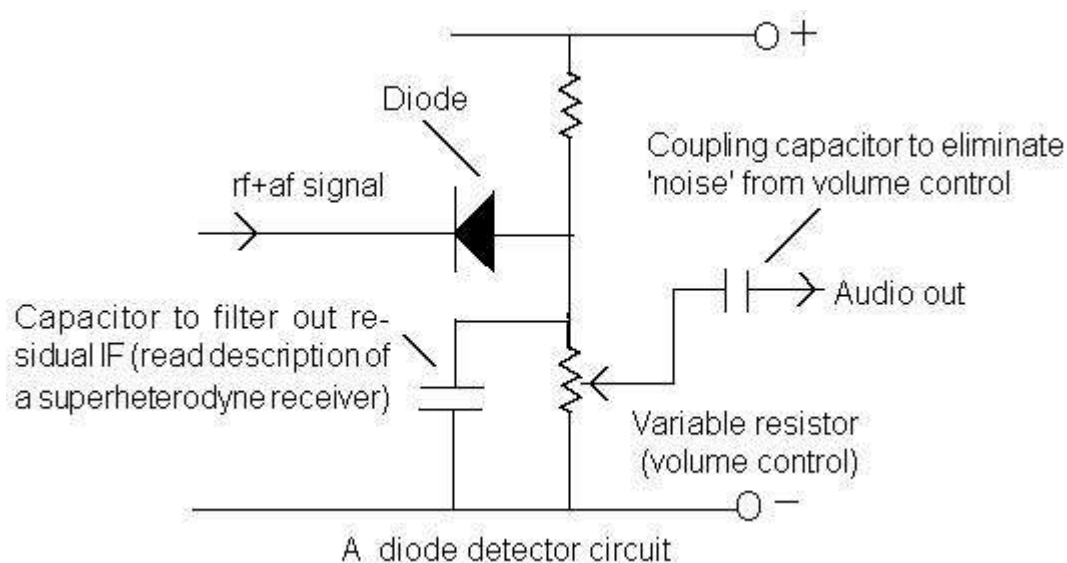 +
Diode
Coupling capacitor to eliminate
'noise' from volume control
rf+af signal
Audio out
Capacitor to filter out re-
sidual IF (read description of
a superheterodyne receiver)
Variable resistor
(volume control)
−
A diode detector circuit